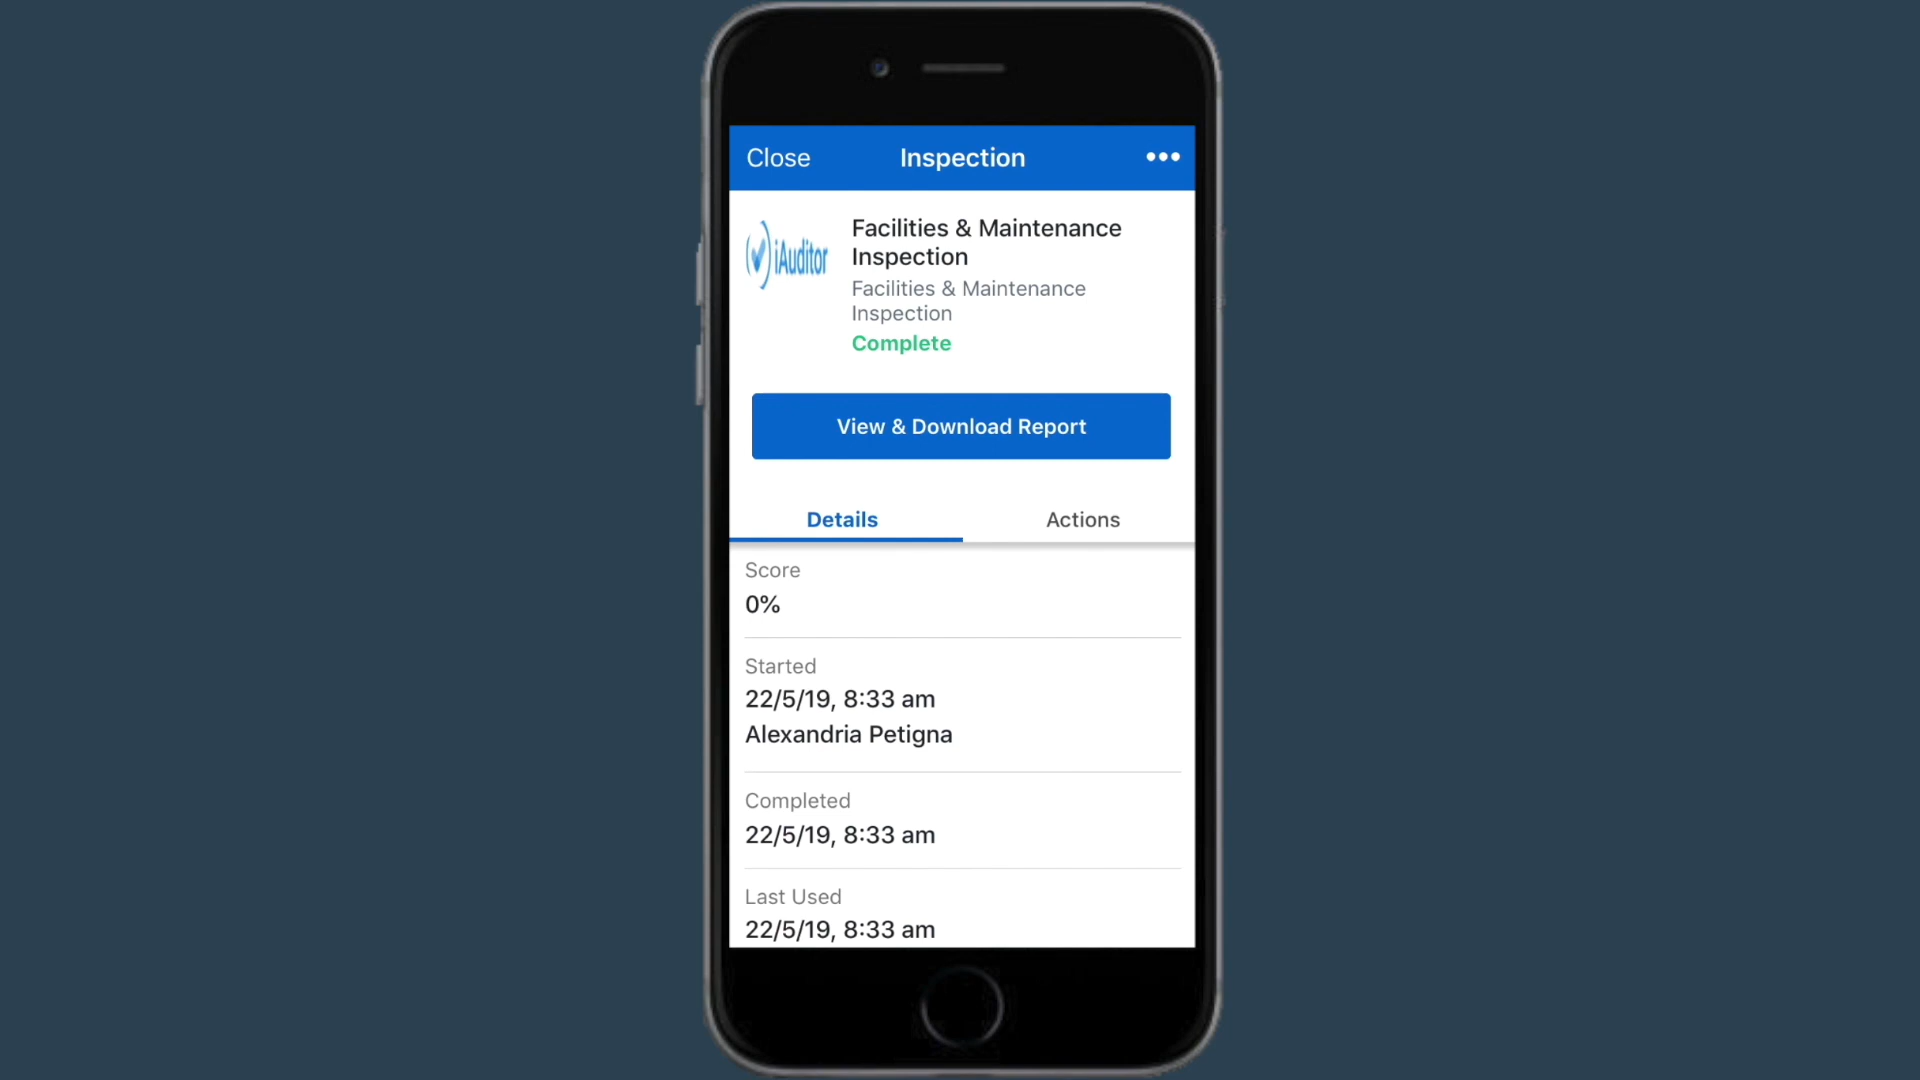 Close
Inspection
•••
iAuditor
Facilities & Maintenance
Inspection
Facilities & Maintenance
Inspection
Complete
View & Download Report
Details
Actions
Score
0%
Started
22/5/19, 8:33 am
Alexandria Petigna
Completed
22/5/19, 8:33 am
Last Used
22/5/19, 8:33 am